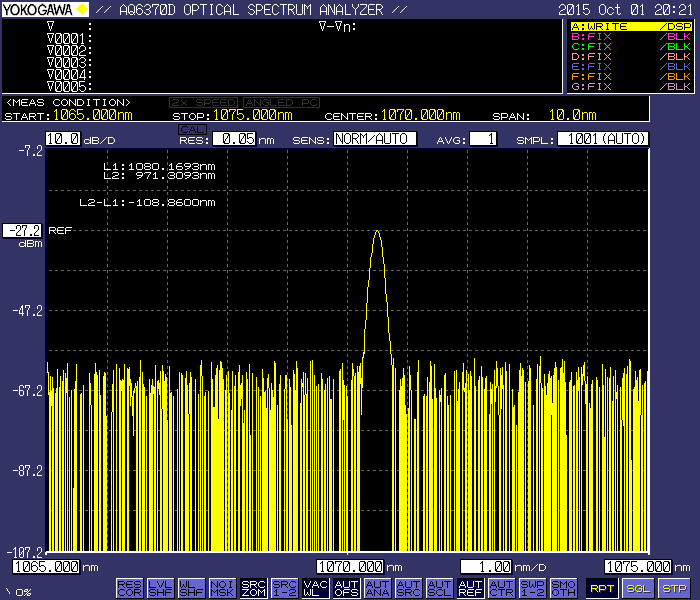 YOKOGAWA // AQ6370D OPTICAL SPECTRUM ANALYZER // 2015 Oct 01 20:21
∇ : ∇-∇n:
∇0001:
∇0002:
∇0003:
∇0004:
∇0005:
A:WRITE /DSP
B:FIX /BLK
C:FIX /BLK
D:FIX /BLK
E:FIX /BLK
F:FIX /BLK
G:FIX /BLK
<MEAS CONDITION> 2X SPEED ANGLED PC
START:1065.000nm STOP:1075.000nm CENTER:1070.000nm SPAN: 10.0nm
CAL
10.0 dB/D RES: 0.05 nm SENS: NORM/AUTO AVG: 1 SMPL: 1001(AUTO)
-7.2
L1:1080.1693nm
L2: 971.3093nm
L2-L1:-108.8600nm
-27.2 REF
dBm
-47.2
-67.2
-87.2
-107.2
1065.000 nm 1070.000 nm 1.00 nm/D 1075.000 nm
RES COR LVL SHF WL SHF NOI MSK SRC ZOM SRC 1-2 VAC WL AUT OFS AUT ANA AUT SRC AUT SCL AUT REF AUT CTR SWP 1-2 SMO OTH RPT SGL STP
\ 0%